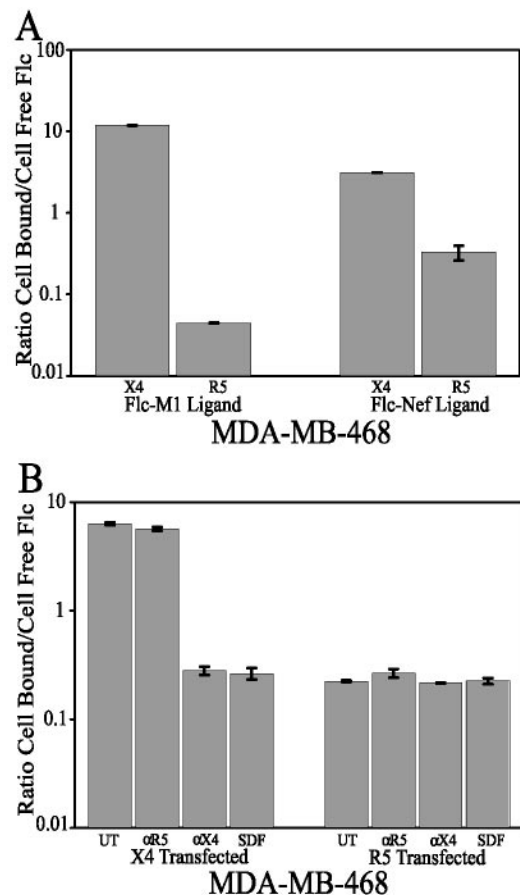 A
Ratio Cell Bound/Cell Free Flc
100
10
1
0.1
0.01
X4 R5 X4 R5
Flc-M1 Ligand Flc-Nef Ligand
MDA-MB-468
B
Ratio Cell Bound/Cell Free Flc
10
1
0.1
0.01
UT αR5 αX4 SDF UT αR5 αX4 SDF
X4 Transfected R5 Transfected
MDA-MB-468